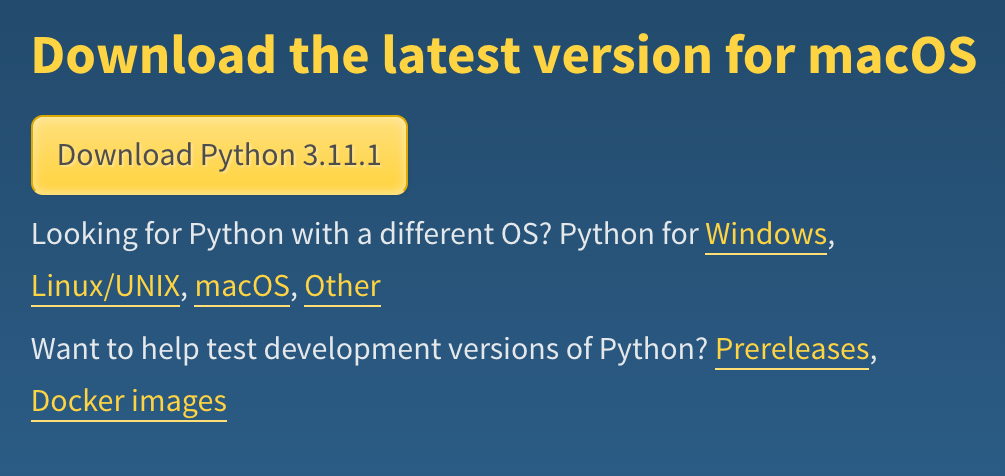 Download the latest version for macOS
Download Python 3.11.1
Looking for Python with a different OS? Python for Windows,
Linux/UNIX, macOS, Other
Want to help test development versions of Python? Prereleases,
Docker images